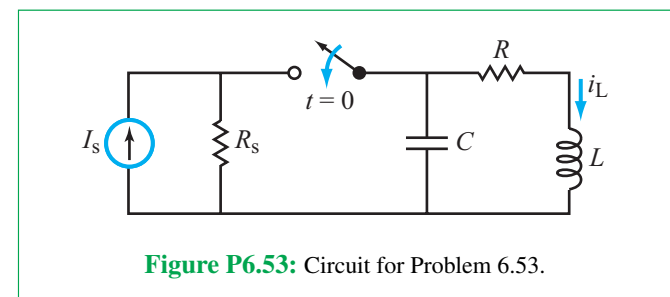 R
i_L
t = 0
I_s
R_s
C
L
Figure P6.53: Circuit for Problem 6.53.